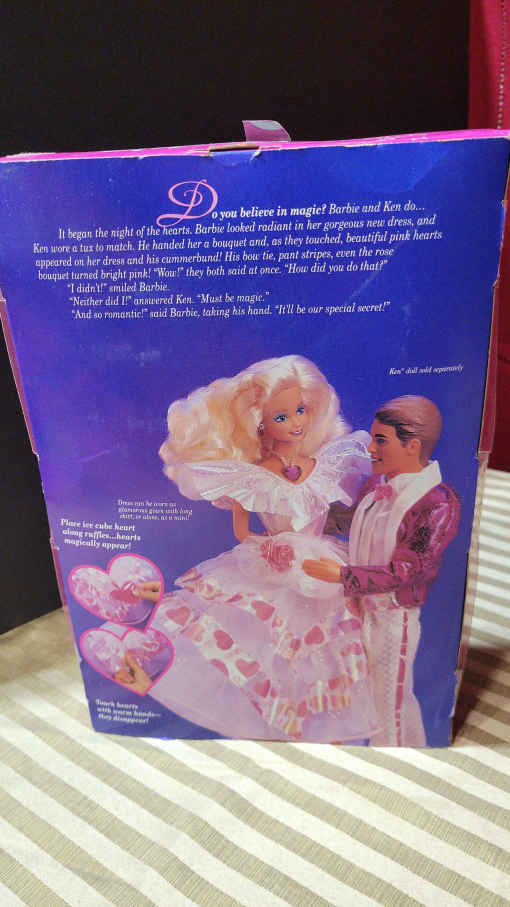 Do you believe in magic? Barbie and Ken do...
It began the night of the hearts. Barbie looked radiant in her gorgeous new dress, and
Ken wore a tux to match. He handed her a bouquet and, as they touched, beautiful pink hearts
appeared on her dress and his cummerbund! His bow tie, pant stripes, even the rose
bouquet turned bright pink! "Wow!" they both said at once. "How did you do that?"
"I didn't!" smiled Barbie.
"Neither did I!" answered Ken. "Must be magic."
"And so romantic!" said Barbie, taking his hand. "It'll be our special secret!"
Ken® doll sold separately
Dress can be worn as
glamorous gown with long
skirt, or alone, as a mini!
Place ice cube heart
along ruffles...hearts
magically appear!
Touch hearts
with warm hands—
they disappear!